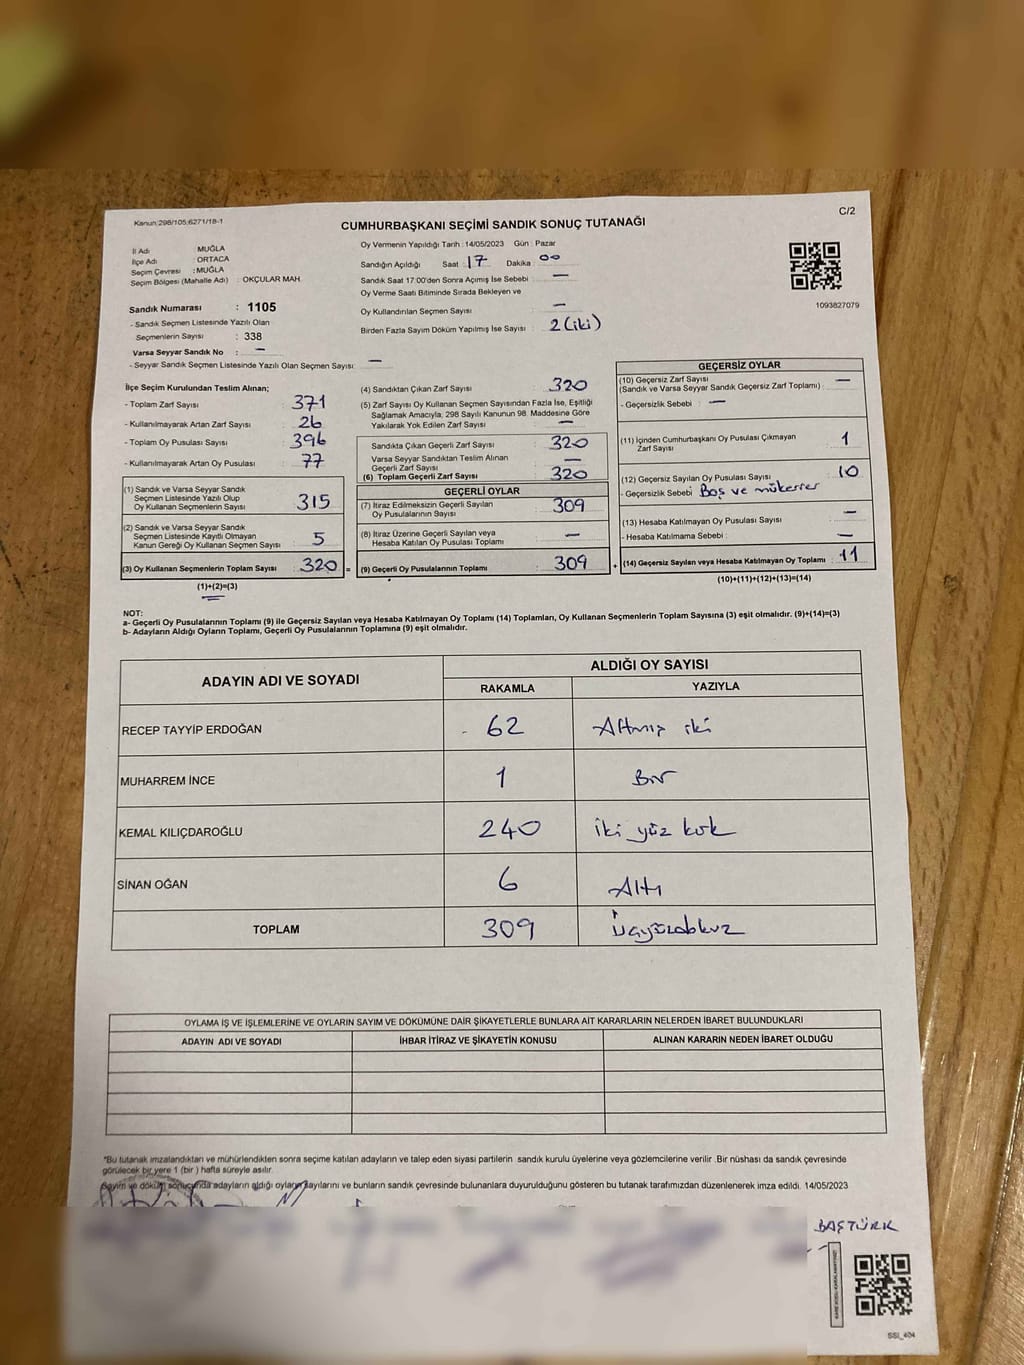 Kanun:298/105;6271/18-1
CUMHURBAŞKANI SEÇİMİ SANDIK SONUÇ TUTANAĞI
C/2
İl Adı : MUĞLA
İlçe Adı : ORTACA
Seçim Çevresi : MUĞLA
Seçim Bölgesi (Mahalle Adı) : OKÇULAR MAH.
Oy Vermenin Yapıldığı Tarih :14/05/2023 Gün : Pazar
Sandığın Açıldığı Saat 17 Dakika 00
Sandık Saat 17:00'den Sonra Açımış İse Sebebi : —
Oy Verme Saati Bitiminde Sırada Bekleyen ve
Oy Kullandırılan Seçmen Sayısı : —
Birden Fazla Sayım Döküm Yapılmış İse Sayısı : 2 (iki)
1093827079
Sandık Numarası : 1105
- Sandık Seçmen Listesinde Yazılı Olan
Seçmenlerin Sayısı : 338
Varsa Seyyar Sandık No : —
- Seyyar Sandık Seçmen Listesinde Yazılı Olan Seçmen Sayısı: —
İlçe Seçim Kurulundan Teslim Alınan;
- Toplam Zarf Sayısı : 371
- Kullanılmayarak Artan Zarf Sayısı : 26
- Toplam Oy Pusulası Sayısı : 396
- Kullanılmayarak Artan Oy Pusulası : 77
(1) Sandık ve Varsa Seyyar Sandık
Seçmen Listesinde Yazılı Olup
Oy Kullanan Seçmenlerin Sayısı : 315
(2) Sandık ve Varsa Seyyar Sandık
Seçmen Listesinde Kayıtlı Olmayan
Kanun Gereği Oy Kullanan Seçmen Sayısı : 5
(3) Oy Kullanan Seçmenlerin Toplam Sayısı : 320 =
(1)+(2)=(3)
(4) Sandıktan Çıkan Zarf Sayısı : 320
(5) Zarf Sayısı Oy Kullanan Seçmen Sayısından Fazla İse, Eşitliği
Sağlamak Amacıyla; 298 Sayılı Kanunun 98. Maddesine Göre
Yakılarak Yok Edilen Zarf Sayısı : —
Sandıkta Çıkan Geçerli Zarf Sayısı : 320
Varsa Seyyar Sandıktan Teslim Alınan
Geçerli Zarf Sayısı : —
(6) Toplam Geçerli Zarf Sayısı : 320
GEÇERLİ OYLAR
(7) İtiraz Edilmeksizin Geçerli Sayılan
Oy Pusulasının Sayısı : 309
(8) İtiraz Üzerine Geçerli Sayılan veya
Hesaba Katılan Oy Pusulası Toplamı : —
(9) Geçerli Oy Pusulalarının Toplamı : 309 +
GEÇERSİZ OYLAR
(10) Geçersiz Zarf Sayısı
(Sandık ve Varsa Seyyar Sandık Geçersiz Zarf Toplamı) : —
- Geçersizlik Sebebi : —
(11) İçinden Cumhurbaşkanı Oy Pusulası Çıkmayan
Zarf Sayısı : 1
(12) Geçersiz Sayılan Oy Pusulası Sayısı : 10
- Geçersizlik Sebebi : Boş ve mükerrer
(13) Hesaba Katılmayan Oy Pusulası Sayısı : —
- Hesaba Katılmama Sebebi : —
(14) Geçersiz Sayılan veya Hesaba Katılmayan Oy Toplamı : 11
(10)+(11)+(12)+(13)=(14)
NOT:
a- Geçerli Oy Pusulalarının Toplamı (9) ile Geçersiz Sayılan veya Hesaba Katılmayan Oy Toplamı (14) Toplamları, Oy Kullanan Seçmenlerin Toplam Sayısına (3) eşit olmalıdır. (9)+(14)=(3)
b- Adayların Aldığı Oyların Toplamı, Geçerli Oy Pusulalarının Toplamına (9) eşit olmalıdır.
ADAYIN ADI VE SOYADI
ALDIĞI OY SAYISI
RAKAMLA YAZIYLA
RECEP TAYYİP ERDOĞAN 62 Altmış iki
MUHARREM İNCE 1 Bir
KEMAL KILIÇDAROĞLU 240 iki yüz kırk
SİNAN OĞAN 6 Altı
TOPLAM 309 Üçyüzdokuz
OYLAMA İŞ VE İŞLEMLERİNE VE OYLARIN SAYIM VE DÖKÜMÜNE DAİR ŞİKAYETLERLE BUNLARA AİT KARARLARIN NELERDEN İBARET BULUNDUKLARI
ADAYIN ADI VE SOYADI İHBAR İTİRAZ VE ŞİKAYETİN KONUSU ALINAN KARARIN NEDEN İBARET OLDUĞU
*Bu tutanak imzalandıktan ve mühürlendikten sonra seçime katılan adayların ve talep eden siyasi partilerin sandık kurulu üyelerine veya gözlemcilerine verilir .Bir nüshası da sandık çevresinde
görülecek bir yere 1 (bir ) hafta süreyle asılır.
Sayım ve döküm sonucunda adayların aldığı oyların sayılarını ve bunların sandık çevresinde bulunanlara duyurulduğunu gösteren bu tutanak tarafımızdan düzenlenerek imza edildi. 14/05/2023
BAŞTÜRK
SSI_404